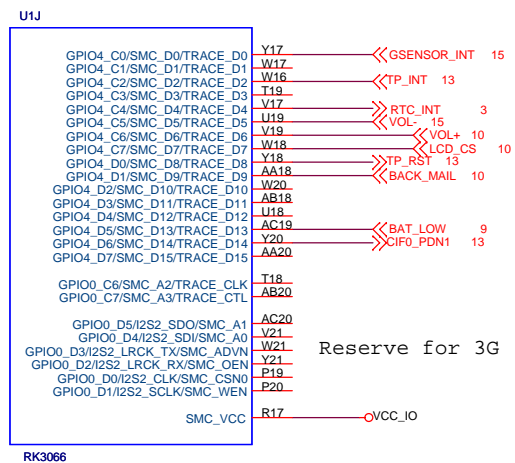 U1J
GPIO4_C0/SMC_D0/TRACE_D0 Y17 GSENSOR_INT 15
GPIO4_C1/SMC_D1/TRACE_D1 W17
GPIO4_C2/SMC_D2/TRACE_D2 W16 TP_INT 13
GPIO4_C3/SMC_D3/TRACE_D3 T19
GPIO4_C4/SMC_D4/TRACE_D4 V17 RTC_INT 3
GPIO4_C5/SMC_D5/TRACE_D5 U19 VOL- 15
GPIO4_C6/SMC_D6/TRACE_D6 V19 VOL+ 10
GPIO4_C7/SMC_D7/TRACE_D7 W18 LCD_CS 10
GPIO4_D0/SMC_D8/TRACE_D8 Y18 TP_RST 13
GPIO4_D1/SMC_D9/TRACE_D9 AA18 BACK_MAIL 10
GPIO4_D2/SMC_D10/TRACE_D10 W20
GPIO4_D3/SMC_D11/TRACE_D11 AB18
GPIO4_D4/SMC_D12/TRACE_D12 U18
GPIO4_D5/SMC_D13/TRACE_D13 AC19 BAT_LOW 9
GPIO4_D6/SMC_D14/TRACE_D14 Y20 CIF0_PDN1 13
GPIO4_D7/SMC_D15/TRACE_D15 AA20
GPIO0_C6/SMC_A2/TRACE_CLK T18
GPIO0_C7/SMC_A3/TRACE_CTL AB20
GPIO0_D5/I2S2_SDO/SMC_A1 AC20
GPIO0_D4/I2S2_SDI/SMC_A0 V21
GPIO0_D3/I2S2_LRCK_TX/SMC_ADVN W21
GPIO0_D2/I2S2_LRCK_RX/SMC_OEN Y21
GPIO0_D0/I2S2_CLK/SMC_CSN0 P19
GPIO0_D1/I2S2_SCLK/SMC_WEN P20
Reserve for 3G
SMC_VCC R17 VCC_IO
RK3066